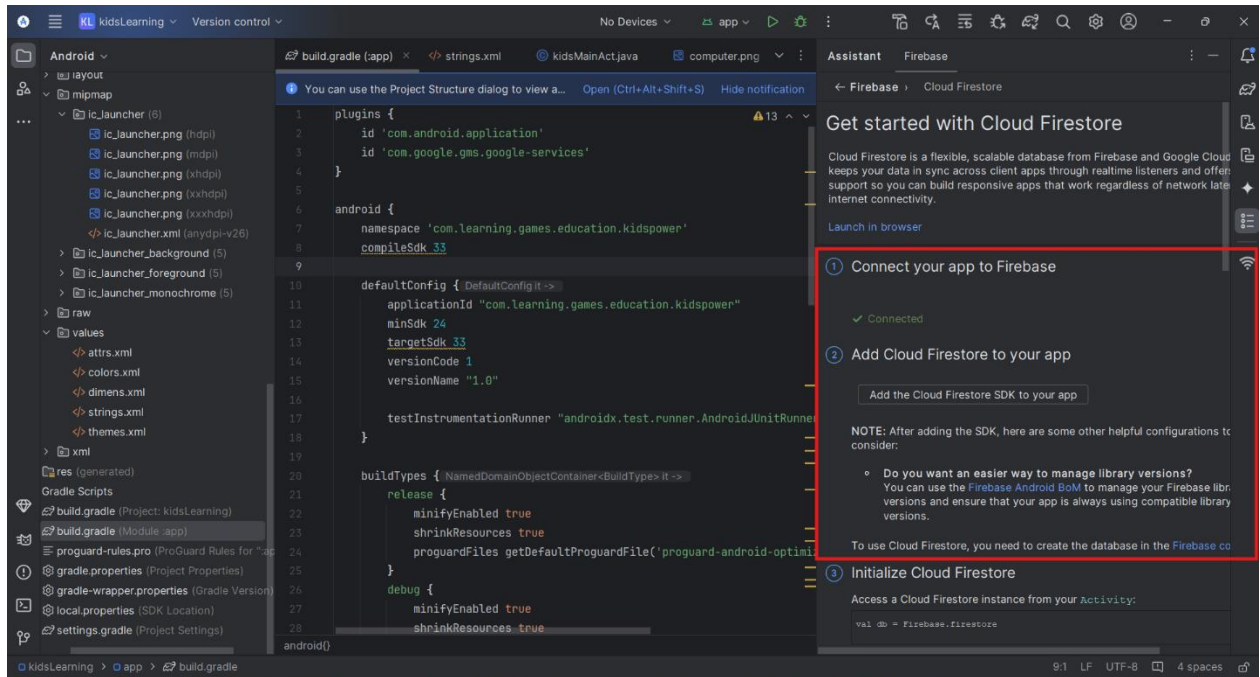 KL kidsLearning Version control No Devices app
Android
layout
mipmap
ic_launcher (6)
ic_launcher.png (hdpi)
ic_launcher.png (mdpi)
ic_launcher.png (xhdpi)
ic_launcher.png (xxhdpi)
ic_launcher.png (xxxhdpi)
ic_launcher.xml (anydpi-v26)
ic_launcher_background (5)
ic_launcher_foreground (5)
ic_launcher_monochrome (5)
raw
values
attrs.xml
colors.xml
dimens.xml
strings.xml
themes.xml
xml
res (generated)
Gradle Scripts
build.gradle (Project: kidsLearning)
build.gradle (Module :app)
proguard-rules.pro (ProGuard Rules for ":ap
gradle.properties (Project Properties)
gradle-wrapper.properties (Gradle Version)
local.properties (SDK Location)
settings.gradle (Project Settings)
build.gradle (:app) strings.xml kidsMainAct.java computer.png
You can use the Project Structure dialog to view a... Open (Ctrl+Alt+Shift+S) Hide notification
13
1 plugins {
2 id 'com.android.application'
3 id 'com.google.gms.google-services'
4 }
5
6 android {
7 namespace 'com.learning.games.education.kidspower'
8 compileSdk 33
9
10 defaultConfig { DefaultConfig it ->
11 applicationId "com.learning.games.education.kidspower"
12 minSdk 24
13 targetSdk 33
14 versionCode 1
15 versionName "1.0"
16
17 testInstrumentationRunner "androidx.test.runner.AndroidJUnitRunner
18 }
19
20 buildTypes { NamedDomainObjectContainer<BuildType> it ->
21 release {
22 minifyEnabled true
23 shrinkResources true
24 proguardFiles getDefaultProguardFile('proguard-android-optimi
25 }
26 debug {
27 minifyEnabled true
28 shrinkResources true
android{}
Assistant Firebase
← Firebase › Cloud Firestore
Get started with Cloud Firestore
Cloud Firestore is a flexible, scalable database from Firebase and Google Cloud
keeps your data in sync across client apps through realtime listeners and offer
support so you can build responsive apps that work regardless of network late
internet connectivity.
Launch in browser
1 Connect your app to Firebase
✓ Connected
2 Add Cloud Firestore to your app
Add the Cloud Firestore SDK to your app
NOTE: After adding the SDK, here are some other helpful configurations to
consider:
Do you want an easier way to manage library versions?
You can use the Firebase Android BoM to manage your Firebase libr
versions and ensure that your app is always using compatible library
versions.
To use Cloud Firestore, you need to create the database in the Firebase co
3 Initialize Cloud Firestore
Access a Cloud Firestore instance from your Activity:
val db = Firebase.firestore
kidsLearning > app > build.gradle 9:1 LF UTF-8 4 spaces